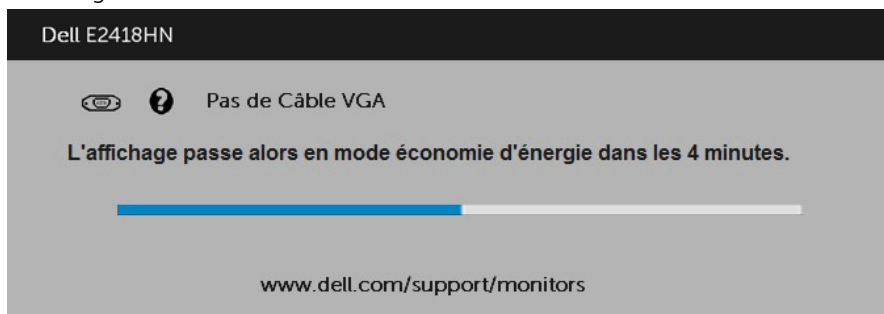 Dell E2418HN
Pas de Câble VGA
L'affichage passe alors en mode économie d'énergie dans les 4 minutes.
www.dell.com/support/monitors